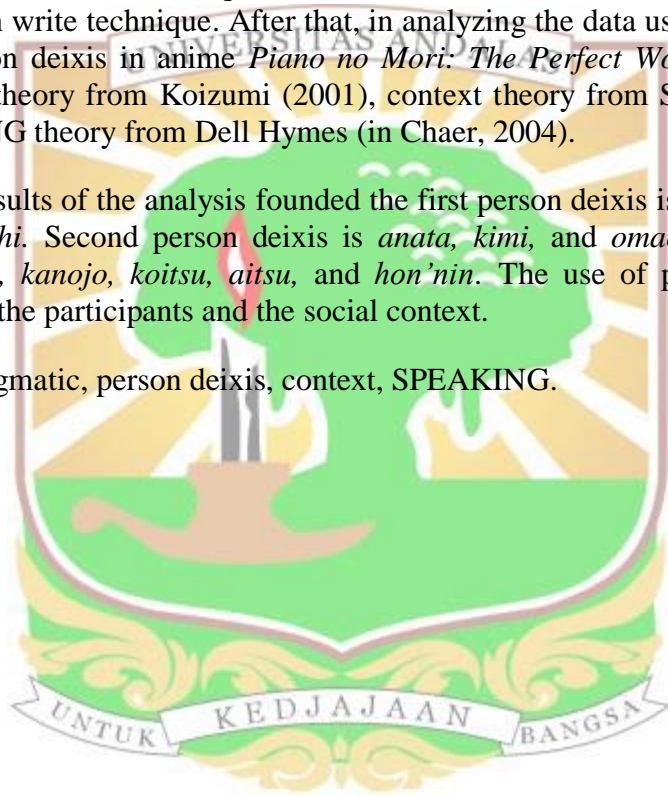 n write technique. After that, in analyzing the data us
on deixis in anime Piano no Mori: The Perfect Wo
UNIVERSITAS ANDALAS
theory from Koizumi (2001), context theory from S
NG theory from Dell Hymes (in Chaer, 2004).
sults of the analysis founded the first person deixis is
hi. Second person deixis is anata, kimi, and omae
, kanojo, koitsu, aitsu, and hon’nin. The use of p
the participants and the social context.
gmatic, person deixis, context, SPEAKING.
UNTUK KEDJAJAAN BANGSA